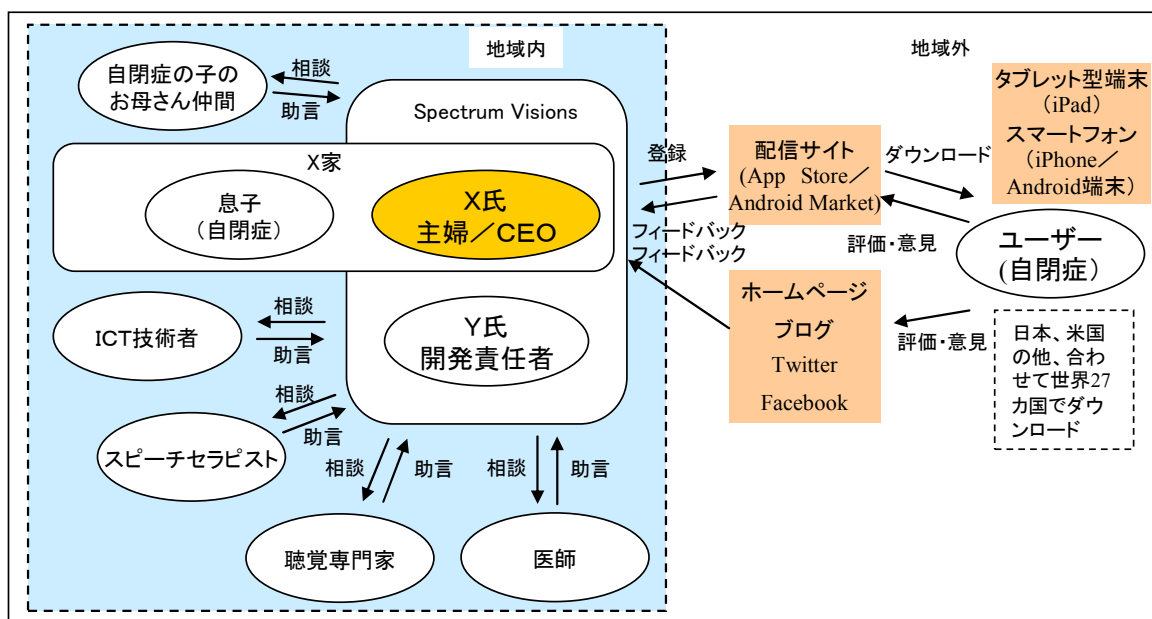 地域内
地域外
自閉症の子の
お母さん仲間
相談
助言
Spectrum Visions
X家
息子
(自閉症)
X氏
主婦／CEO
Y氏
開発責任者
ICT技術者
相談
助言
スピーチセラピスト
相談
助言
聴覚専門家
相談
助言
医師
相談
助言
登録
フィードバック
フィードバック
配信サイト
(App Store／
Android Market)
ダウンロード
評価・意見
タブレット型端末
(iPad)
スマートフォン
(iPhone／
Android端末)
ユーザー
(自閉症)
ホームページ
ブログ
Twitter
Facebook
評価・意見
日本、米国
の他、合わ
せて世界27
カ国でダウ
ンロード